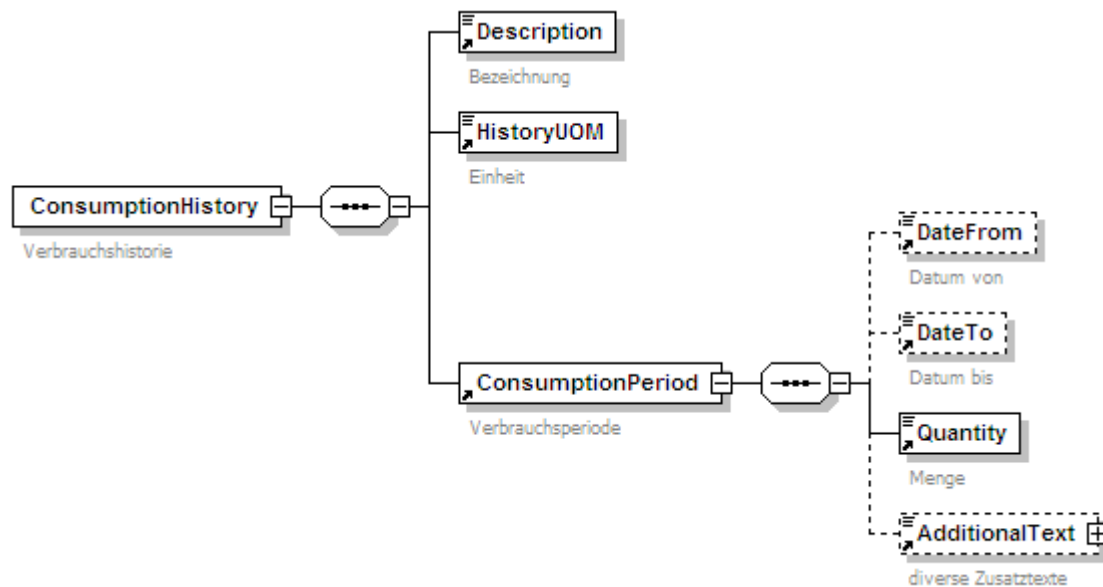 Description
Bezeichnung
HistoryUOM
Einheit
ConsumptionHistory
Verbrauchshistorie
DateFrom
Datum von
DateTo
Datum bis
ConsumptionPeriod
Verbrauchsperiode
Quantity
Menge
AdditionalText
diverse Zusatztexte